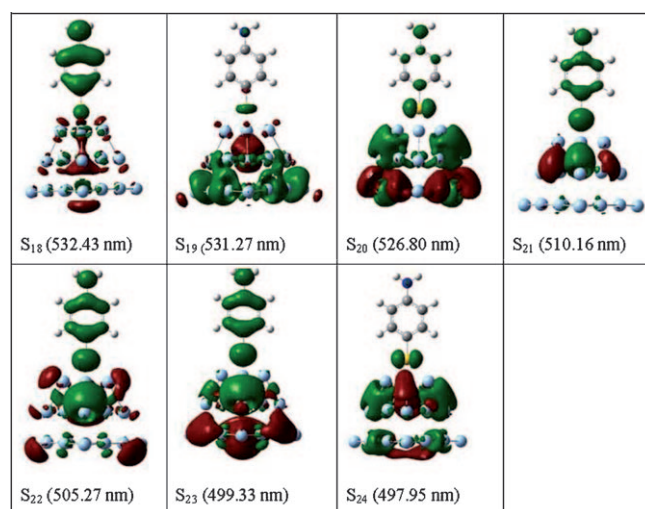 S₁₈ (532.43 nm)
S₁₉ (531.27 nm)
S₂₀ (526.80 nm)
S₂₁ (510.16 nm)
S₂₂ (505.27 nm)
S₂₃ (499.33 nm)
S₂₄ (497.95 nm)